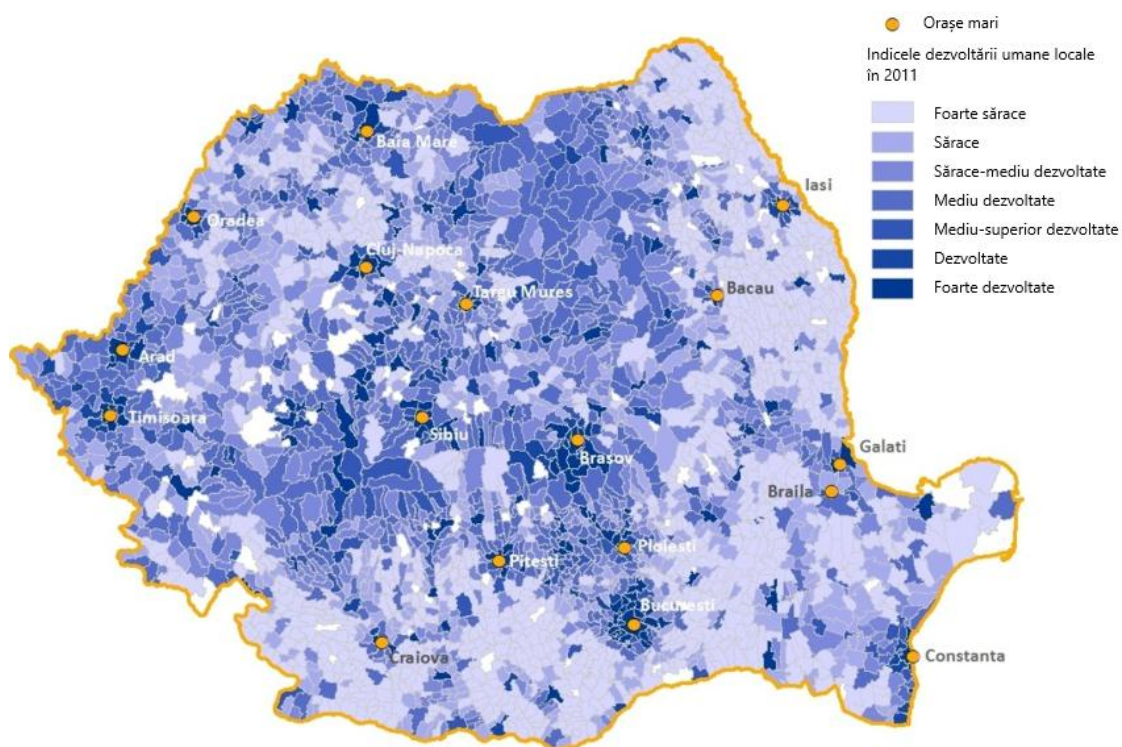 Orașe mari
Indicele dezvoltării umane locale
în 2011
Foarte sărace
Sărace
Sărace-mediu dezvoltate
Mediu dezvoltate
Mediu-superior dezvoltate
Dezvoltate
Foarte dezvoltate
Baia Mare
Iasi
Oradea
Cluj-Napoca
Targu Mures
Bacau
Arad
Timisoara
Sibiu
Brasov
Galati
Braila
Ploiesti
Pitesti
Bucuresti
Craiova
Constanta